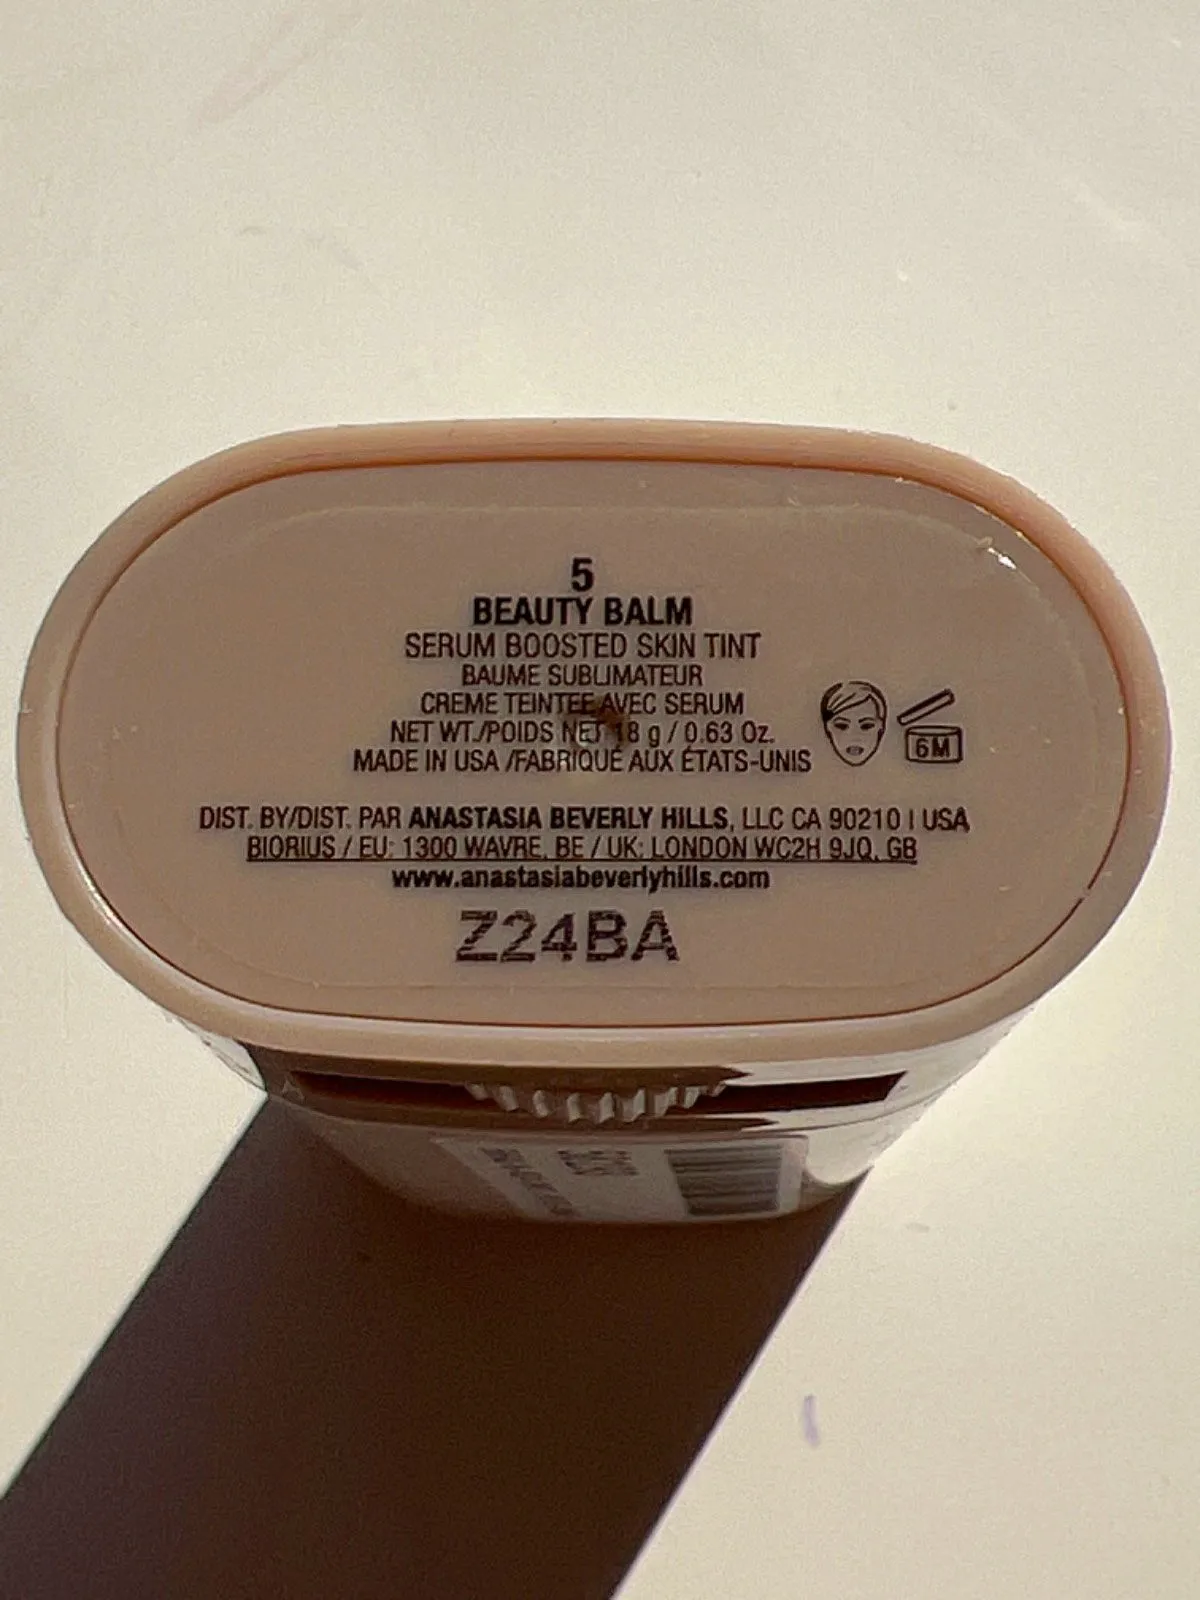 5
BEAUTY BALM
SERUM BOOSTED SKIN TINT
BAUME SUBLIMATEUR
CREME TEINTEE AVEC SERUM
NET WT./POIDS NET 18 g / 0.63 Oz.
MADE IN USA /FABRIQUE AUX ETATS-UNIS
6M
DIST. BY/DIST. PAR ANASTASIA BEVERLY HILLS, LLC CA 90210 | USA
BIORIUS / EU: 1300 WAVRE, BE / UK: LONDON WC2H 9JQ, GB
www.anastasiabeverlyhills.com
Z24BA